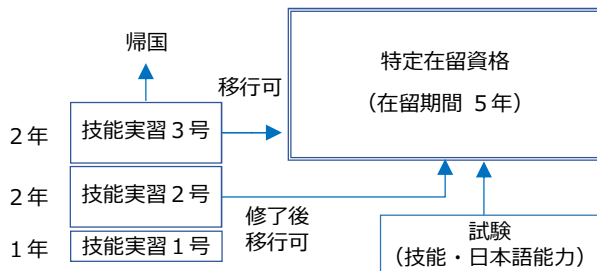 帰国
移行可
特定在留資格
（在留期間 ５年）
２年
技能実習３号
２年
技能実習２号
修了後
移行可
１年
技能実習１号
試験
（技能・日本語能力）